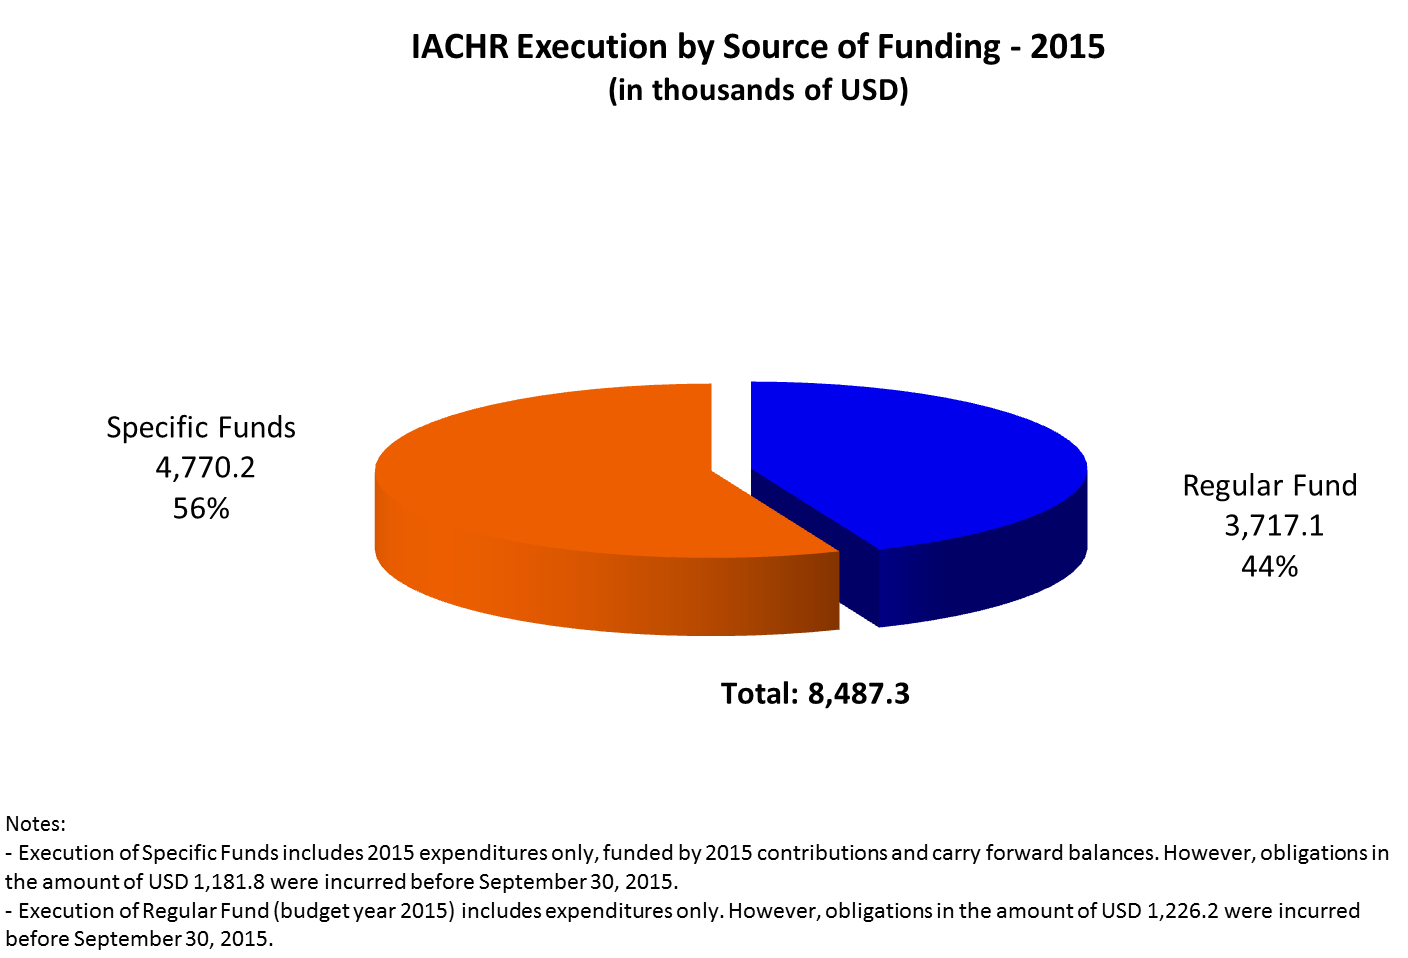 IACHR Execution by Source of Funding - 2015
(in thousands of USD)
Specific Funds
4,770.2
56%
Regular Fund
3,717.1
44%
Total: 8,487.3
Notes:
- Execution of Specific Funds includes 2015 expenditures only, funded by 2015 contributions and carry forward balances. However, obligations in
the amount of USD 1,181.8 were incurred before September 30, 2015.
- Execution of Regular Fund (budget year 2015) includes expenditures only. However, obligations in the amount of USD 1,226.2 were incurred
before September 30, 2015.